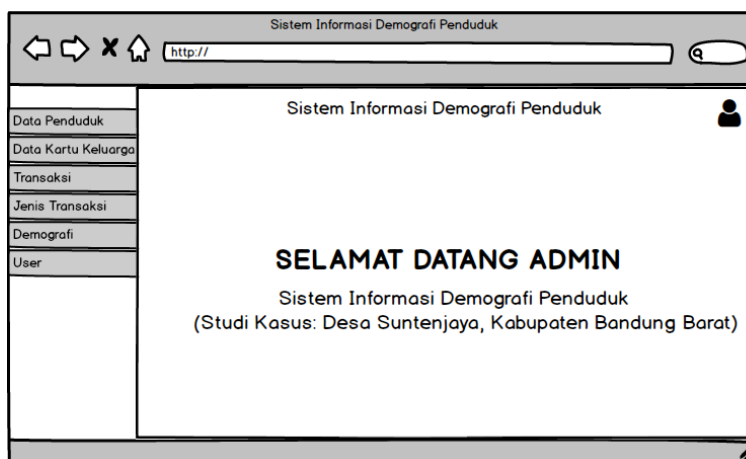 Sistem Informasi Demografi Penduduk
http://
Data Penduduk
Data Kartu Keluarga
Transaksi
Jenis Transaksi
Demografi
User
Sistem Informasi Demografi Penduduk
SELAMAT DATANG ADMIN
Sistem Informasi Demografi Penduduk
(Studi Kasus: Desa Suntenjaya, Kabupaten Bandung Barat)